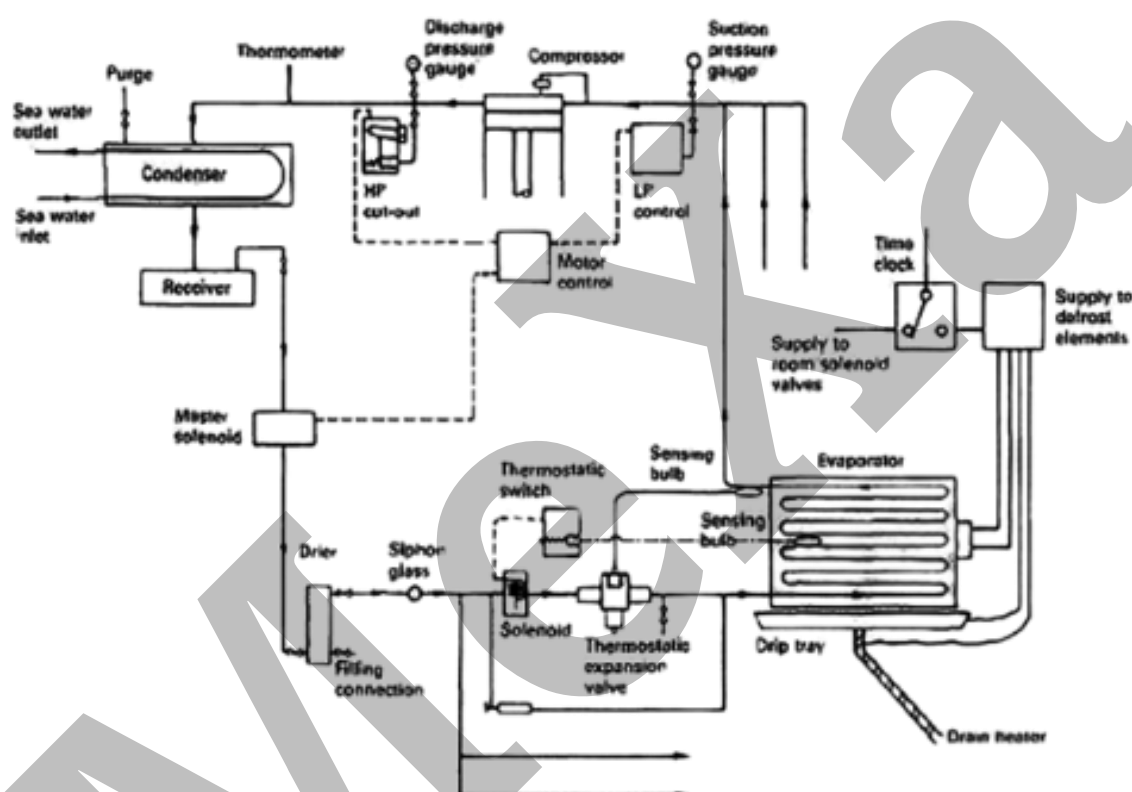 Thermometer
Discharge
pressure
gauge
Compressor
Suction
pressure
gauge
Purge
Sea water
outlet
Condenser
Sea water
inlet
HP
cut-out
LP
control
Motor
control
Receiver
Time
clock
Supply to
defrost
elements
Supply to
room solenoid
valves
Master
solenoid
Thermostatic
switch
Sensing
bulb
Evaporator
Sensing
bulb
Drier
Siphon
glass
Solenoid
Thermostatic
expansion
valve
Drip tray
Filling
connection
Drain heater
MeXa